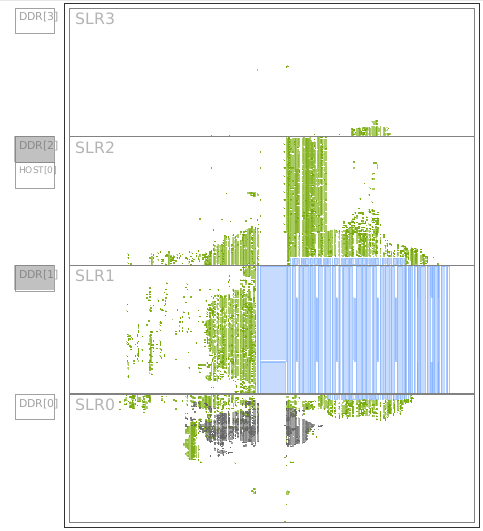 DDR[3]
SLR3
DDR[2]
SLR2
HOST[0]
DDR[1]
SLR1
DDR[0]
SLR0